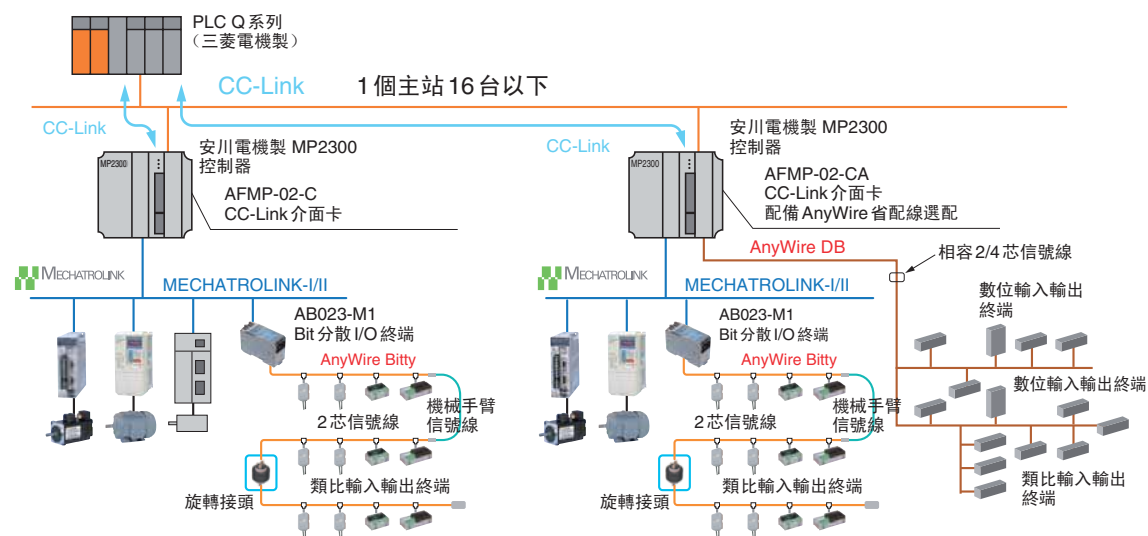 PLC Q系列
（三菱電機製）
CC-Link
1個主站16台以下
CC-Link
安川電機製 MP2300
控制器
MP2300
AFMP-02-C
CC-Link介面卡
MECHATROLINK
MECHATROLINK-I/II
AB023-M1
Bit分散I/O終端
AnyWire Bitty
2芯信號線
機械手臂
信號線
旋轉接頭
類比輸入輸出終端
CC-Link
安川電機製 MP2300
控制器
MP2300
AFMP-02-CA
CC-Link介面卡
配備AnyWire省配線選配
AnyWire DB
相容2/4芯信號線
MECHATROLINK
MECHATROLINK-I/II
AB023-M1
Bit分散I/O終端
AnyWire Bitty
2芯信號線
機械手臂
信號線
旋轉接頭
類比輸入輸出終端
數位輸入輸出
終端
數位輸入輸出終端
類比輸入輸出
終端